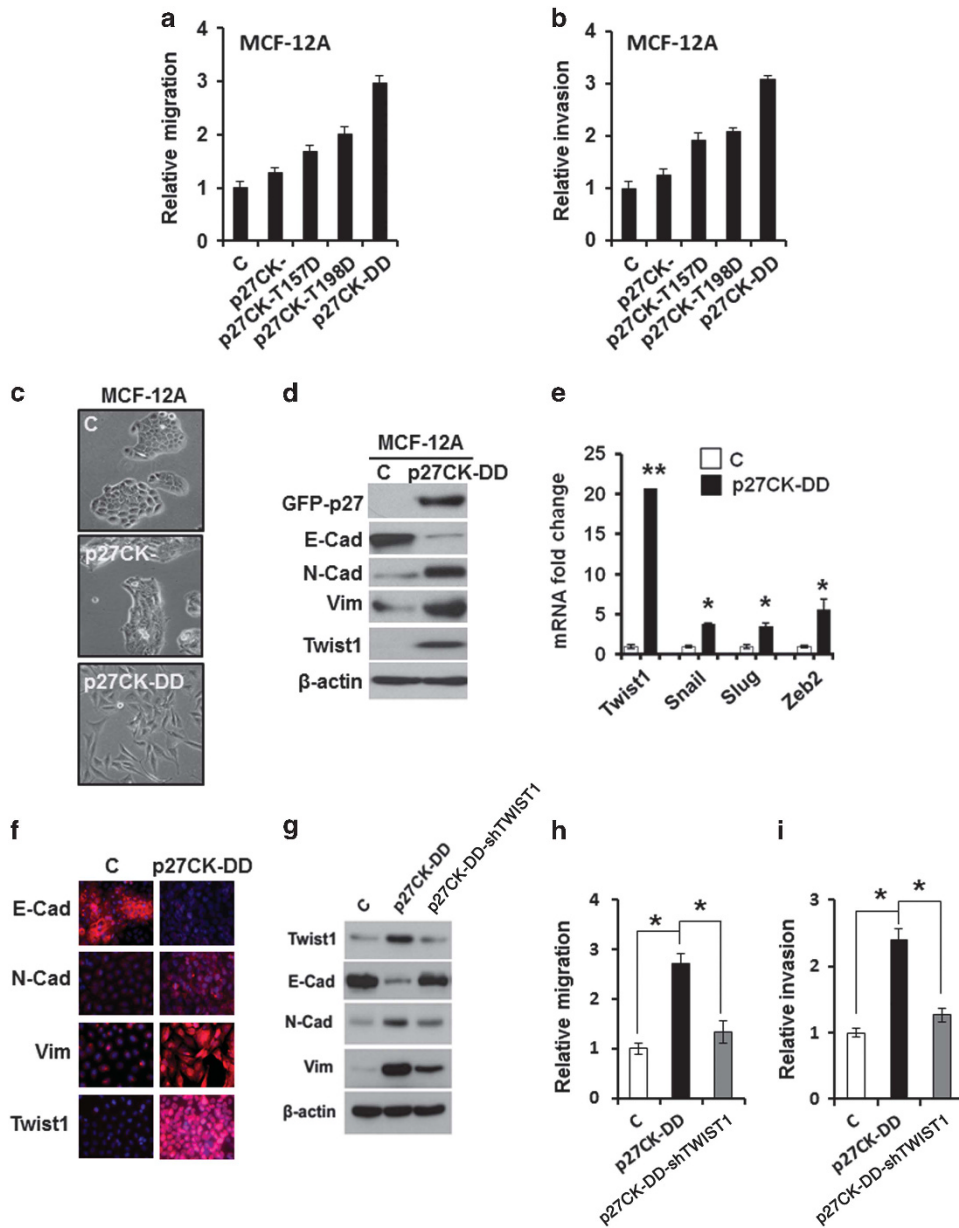 a
MCF-12A
Relative migration
4
3
2
1
0
C
p27CK-
p27CK-T157D
p27CK-T198D
p27CK-DD
b
MCF-12A
Relative invasion
4
3
2
1
0
C
p27CK-
p27CK-T157D
p27CK-T198D
p27CK-DD
c
MCF-12A
C
p27CK
p27CK-DD
d
MCF-12A
C p27CK-DD
GFP-p27
E-Cad
N-Cad
Vim
Twist1
β-actin
e
mRNA fold change
25
20
15
10
5
0
C
p27CK-DD
**
*
*
*
Twist1
Snail
Slug
Zeb2
f
C p27CK-DD
E-Cad
N-Cad
Vim
Twist1
g
C
p27CK-DD
p27CK-DD-shTWIST1
Twist1
E-Cad
N-Cad
Vim
β-actin
h
Relative migration
4
3
2
1
0
* *
C
p27CK-DD
p27CK-DD-shTWIST1
i
Relative invasion
3
2
1
0
* *
C
p27CK-DD
p27CK-DD-shTWIST1